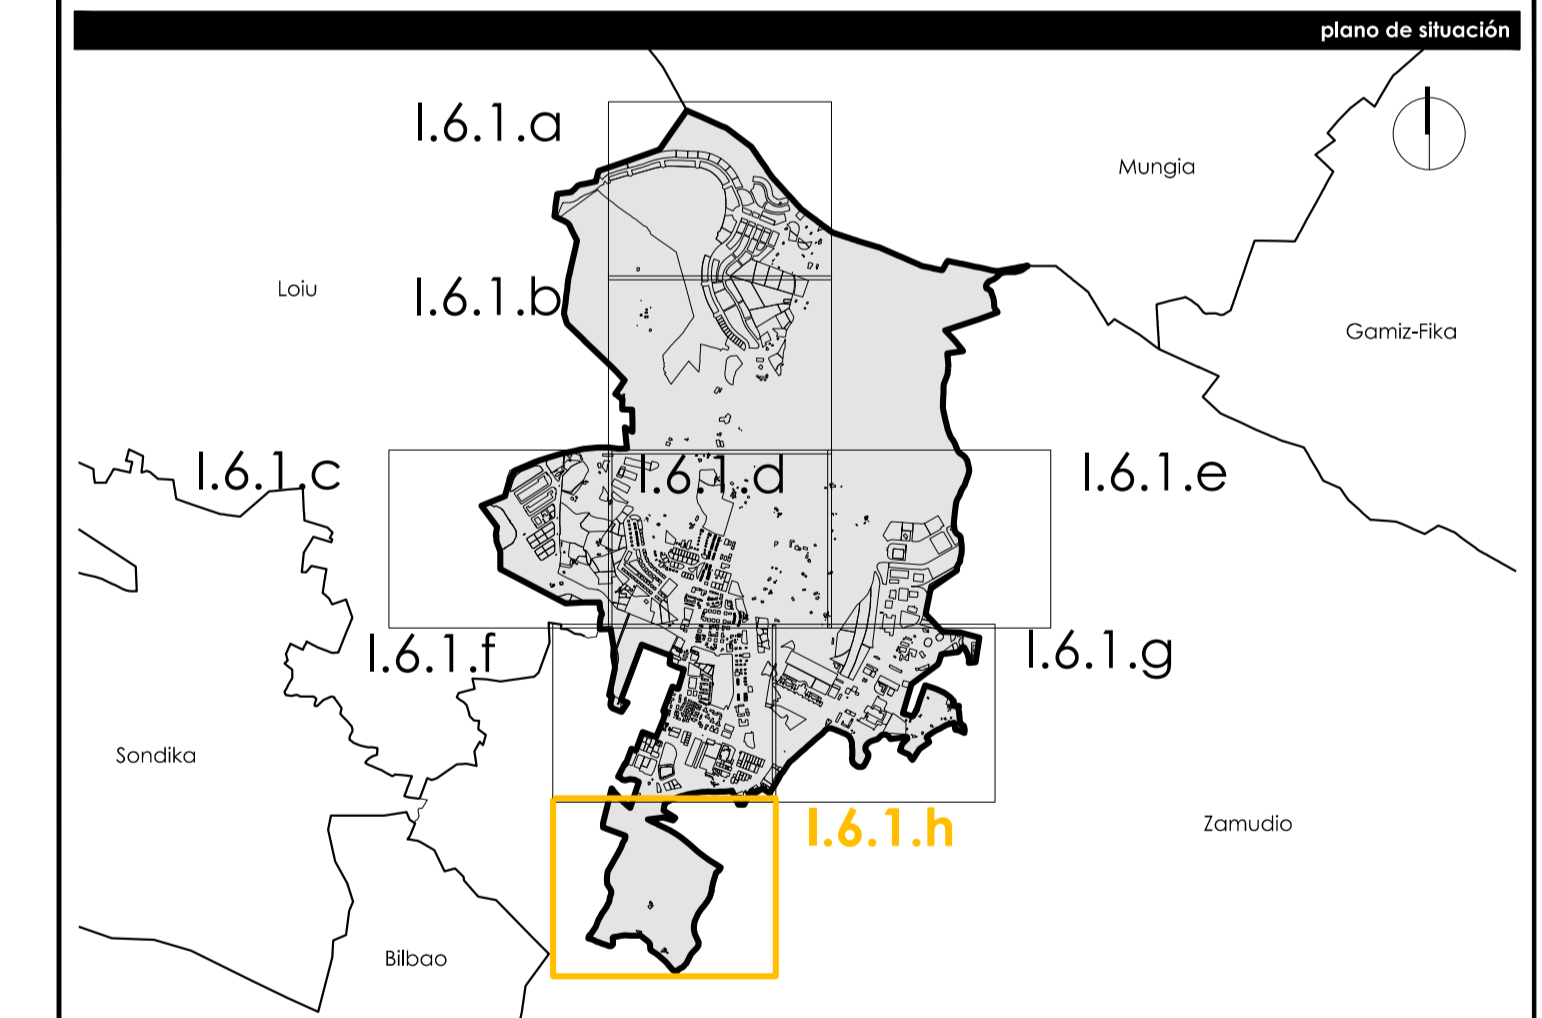 plano de situación
I.6.1.a
Mungia
Loiu
I.6.1.b
Gamiz-Fika
I.6.1.c
I.6.1.d
I.6.1.e
I.6.1.f
I.6.1.g
Sondika
I.6.1.h
Zamudio
Bilbao